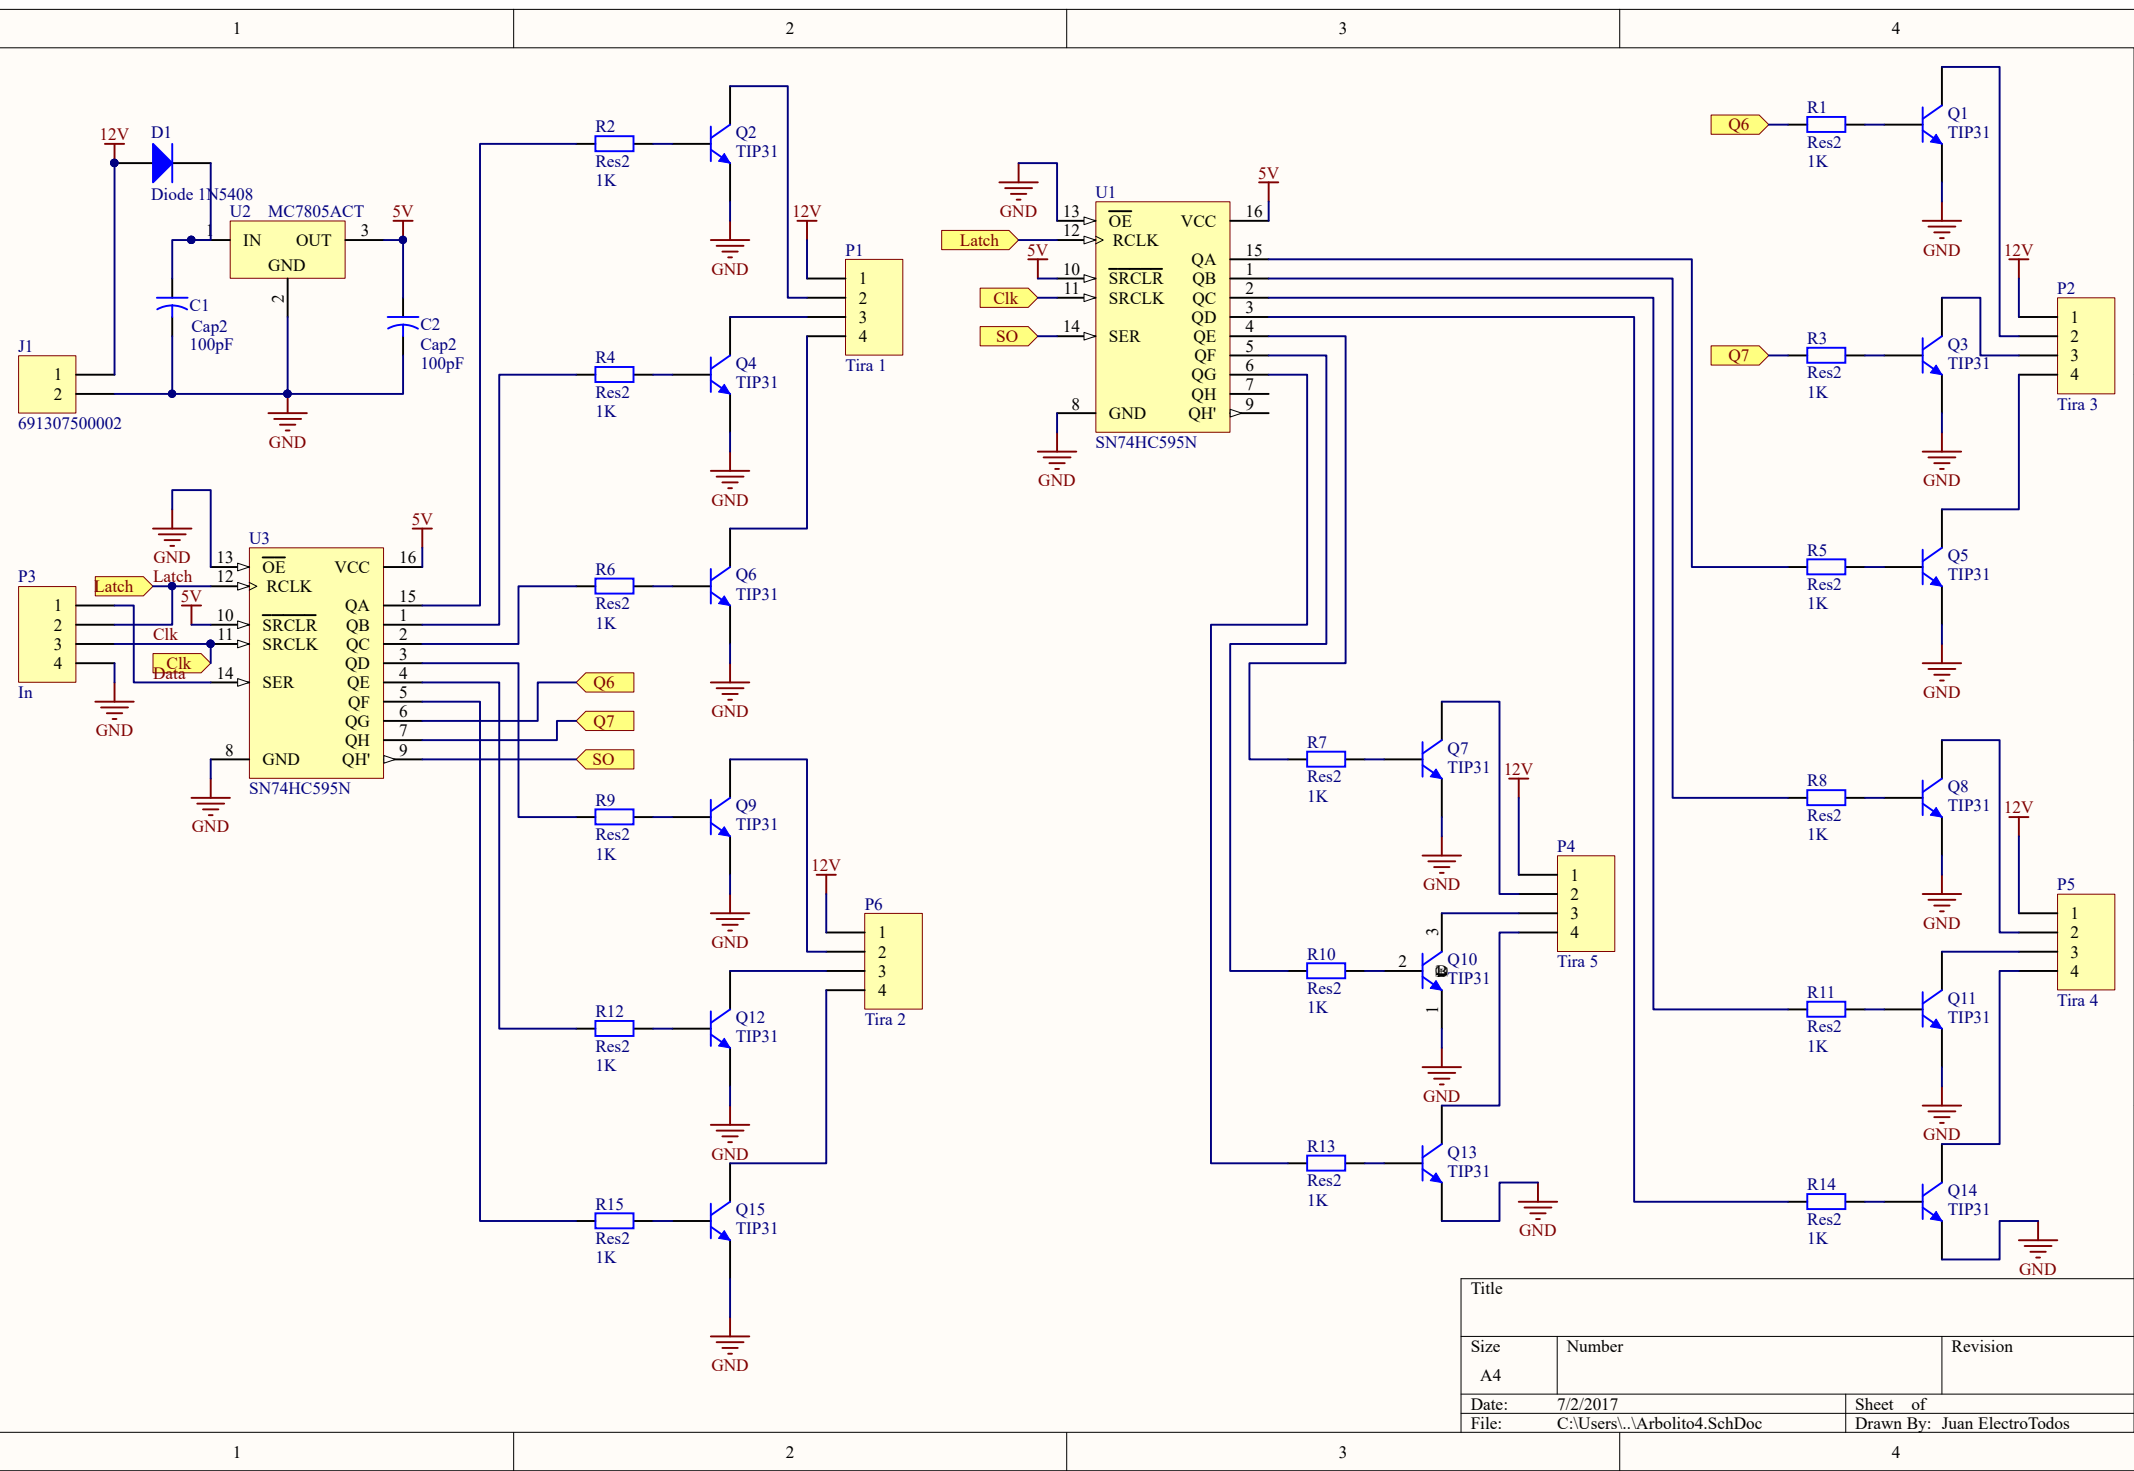 1 2 3 4
12V
D1
Diode 1N5408
U2 MC7805ACT
5V
1 IN OUT 3
GND
2
C1
Cap2
100pF
C2
Cap2
100pF
J1
1
2
691307500002
GND
GND
U3
5V
13 OE VCC 16
Latch Latch 12 RCLK
5V
QA 15
10 SRCLR QB 1
Clk 11 SRCLK QC 2
Clk
QD 3
Data 14 SER QE 4
QF 5
QG 6
QH 7
8 GND QH' 9
SN74HC595N
GND
P3
1
2
3
4
In
GND
Q6
Q7
SO
R2
Res2
1K
Q2
TIP31
GND
R4
Res2
1K
Q4
TIP31
GND
R6
Res2
1K
Q6
TIP31
GND
12V
P1
1
2
3
4
Tira 1
R9
Res2
1K
Q9
TIP31
GND
R12
Res2
1K
Q12
TIP31
GND
R15
Res2
1K
Q15
TIP31
GND
12V
P6
1
2
3
4
Tira 2
GND
U1
5V
13 OE VCC 16
Latch 12 RCLK
5V
QA 15
10 SRCLR QB 1
Clk 11 SRCLK QC 2
QD 3
SO 14 SER QE 4
QF 5
QG 6
QH 7
8 GND QH' 9
SN74HC595N
GND
R7
Res2
1K
Q7
TIP31
GND
R10
Res2
1K
2
3
1
Q10
TIP31
GND
R13
Res2
1K
Q13
TIP31
GND
12V
P4
1
2
3
4
Tira 5
Q6
R1
Res2
1K
Q1
TIP31
GND
Q7
R3
Res2
1K
Q3
TIP31
GND
R5
Res2
1K
Q5
TIP31
GND
12V
P2
1
2
3
4
Tira 3
R8
Res2
1K
Q8
TIP31
GND
R11
Res2
1K
Q11
TIP31
GND
R14
Res2
1K
Q14
TIP31
GND
12V
P5
1
2
3
4
Tira 4
Title
Size Number Revision
A4
Date: 7/2/2017 Sheet of
File: C:\Users\..\Arbolito4.SchDoc Drawn By: Juan ElectroTodos
1 2 3 4